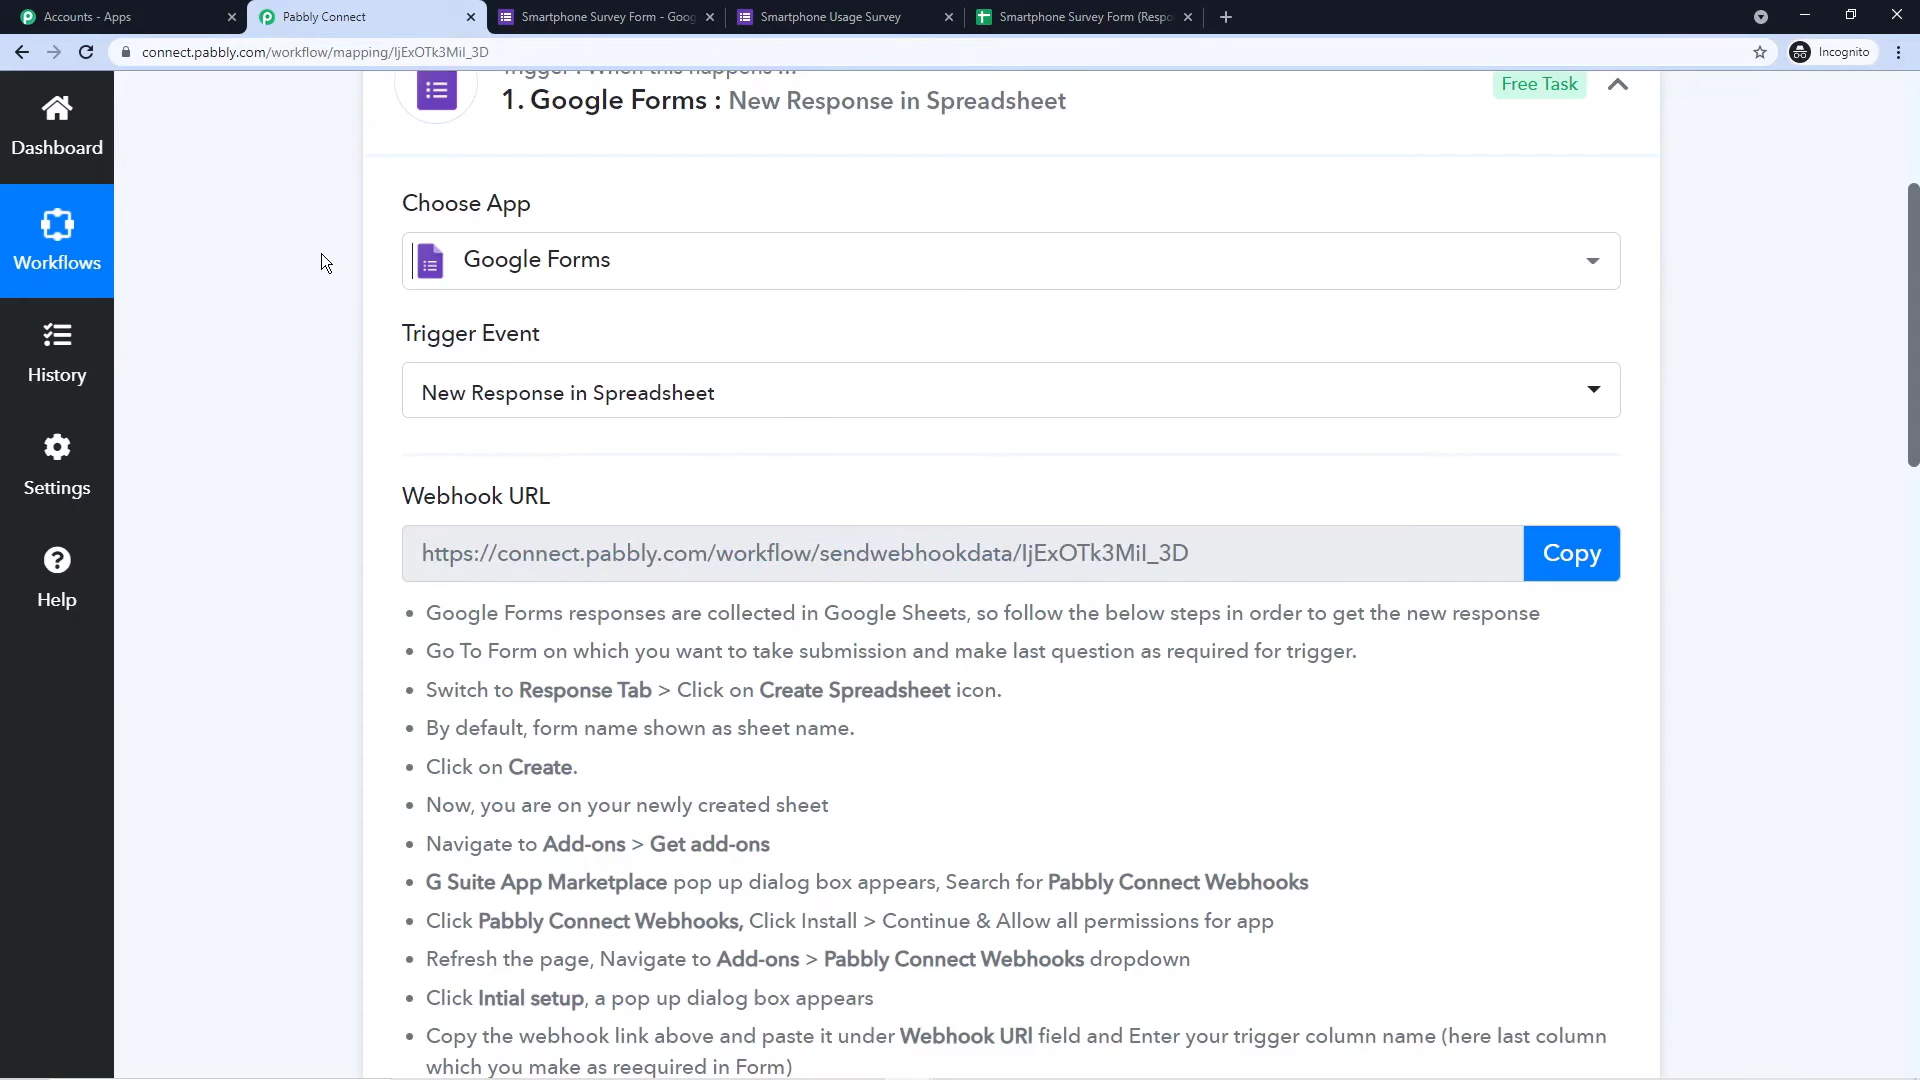 Accounts - Apps
Pabbly Connect
Smartphone Survey Form - Goog
Smartphone Usage Survey
Smartphone Survey Form (Respo
connect.pabbly.com/workflow/mapping/IjExOTk3MiI_3D
Incognito
Trigger : When this happens ...
1. Google Forms : New Response in Spreadsheet
Free Task
Dashboard
Workflows
History
Settings
Help
Choose App
Google Forms
Trigger Event
New Response in Spreadsheet
Webhook URL
https://connect.pabbly.com/workflow/sendwebhookdata/IjExOTk3MiI_3D
Copy
• Google Forms responses are collected in Google Sheets, so follow the below steps in order to get the new response
• Go To Form on which you want to take submission and make last question as required for trigger.
• Switch to Response Tab > Click on Create Spreadsheet icon.
• By default, form name shown as sheet name.
• Click on Create.
• Now, you are on your newly created sheet
• Navigate to Add-ons > Get add-ons
• G Suite App Marketplace pop up dialog box appears, Search for Pabbly Connect Webhooks
• Click Pabbly Connect Webhooks, Click Install > Continue & Allow all permissions for app
• Refresh the page, Navigate to Add-ons > Pabbly Connect Webhooks dropdown
• Click Intial setup, a pop up dialog box appears
• Copy the webhook link above and paste it under Webhook URl field and Enter your trigger column name (here last column
which you make as reequired in Form)